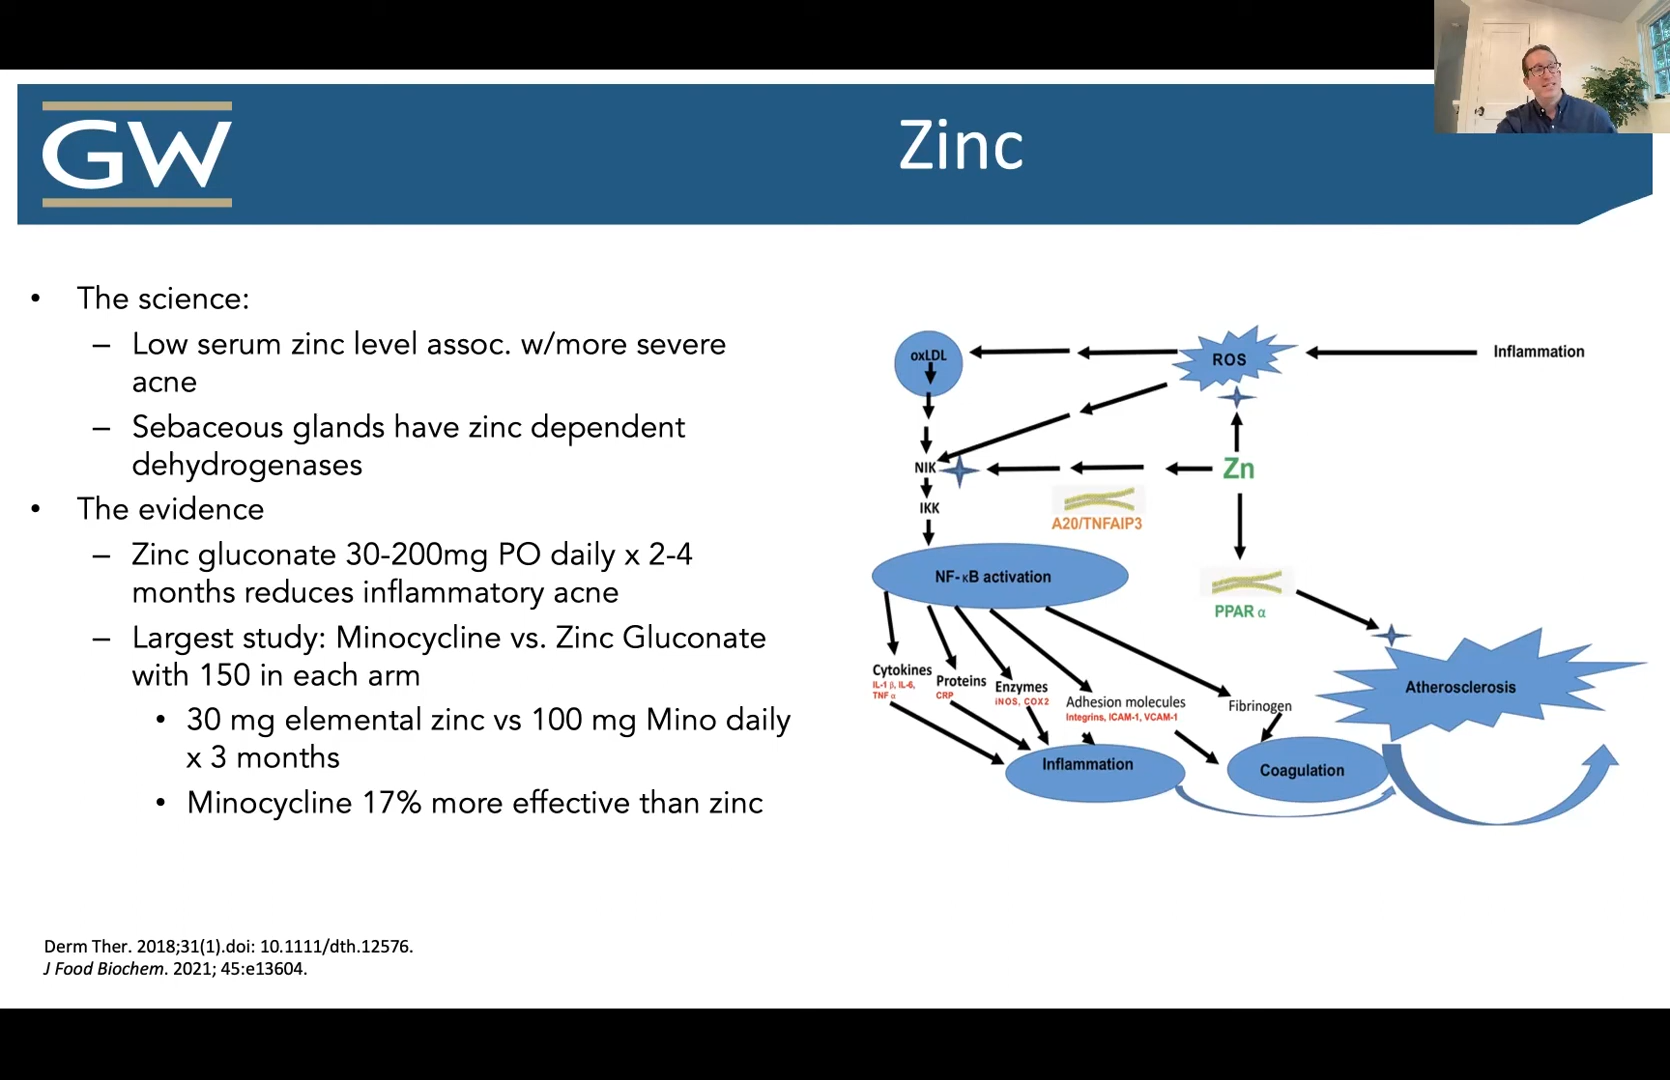 GW
Zinc
• The science:
– Low serum zinc level assoc. w/more severe
acne
– Sebaceous glands have zinc dependent
dehydrogenases
• The evidence
– Zinc gluconate 30-200mg PO daily x 2-4
months reduces inflammatory acne
– Largest study: Minocycline vs. Zinc Gluconate
with 150 in each arm
• 30 mg elemental zinc vs 100 mg Mino daily
x 3 months
• Minocycline 17% more effective than zinc
Derm Ther. 2018;31(1).doi: 10.1111/dth.12576.
J Food Biochem. 2021; 45:e13604.
oxLDL
ROS
Inflammation
NIK
Zn
IKK
A20/TNFAIP3
NF-κB activation
PPAR α
Cytokines
IL-1 β, IL-6,
TNF α
Proteins
CRP
Enzymes
iNOS, COX2
Adhesion molecules
Integrins, ICAM-1, VCAM-1
Fibrinogen
Atherosclerosis
Inflammation
Coagulation